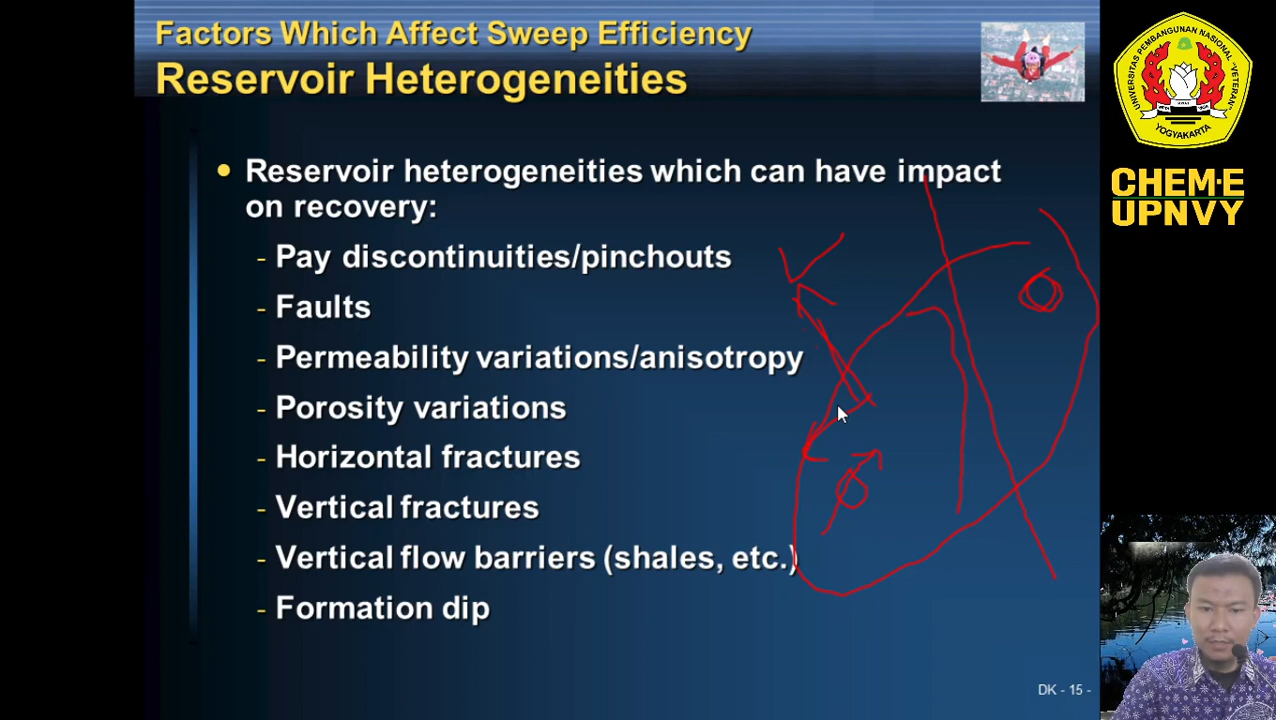 Factors Which Affect Sweep Efficiency
Reservoir Heterogeneities
• Reservoir heterogeneities which can have impact
on recovery:
- Pay discontinuities/pinchouts
- Faults
- Permeability variations/anisotropy
- Porosity variations
- Horizontal fractures
- Vertical fractures
- Vertical flow barriers (shales, etc.)
- Formation dip
DK - 15 -
UNIVERSITAS PEMBANGUNAN NASIONAL "VETERAN"
YOGYAKARTA
CHEM·E
UPNVY